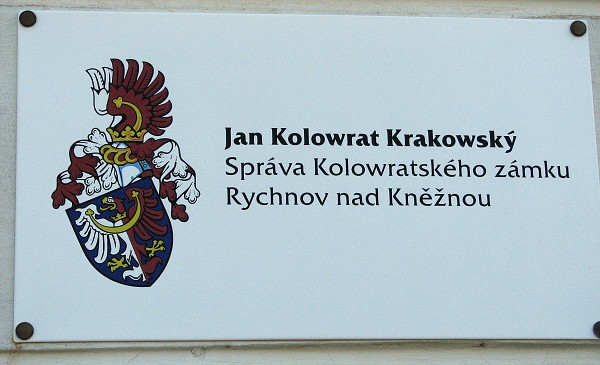 Jan Kolowrat Krakowský
Správa Kolowratského zámku
Rychnov nad Kněžnou